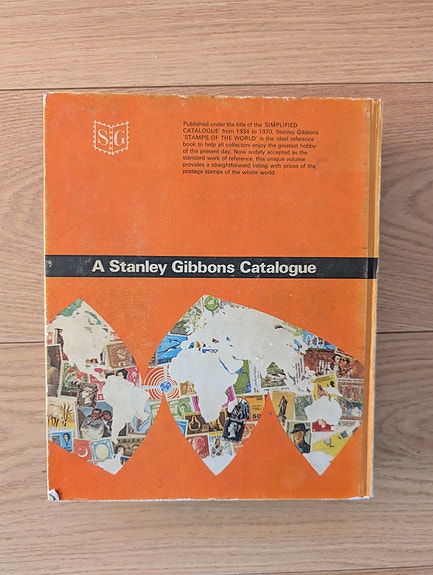 SG
Published under the title of the 'SIMPLIFIED
CATALOGUE' from 1934 to 1970, Stanley Gibbons
'STAMPS OF THE WORLD' is the ideal reference
book to help all collectors enjoy the greatest hobby
of the present day. Now widely accepted as the
standard work of reference, this unique volume
provides a straightforward listing with prices of the
postage stamps of the whole world.
A Stanley Gibbons Catalogue